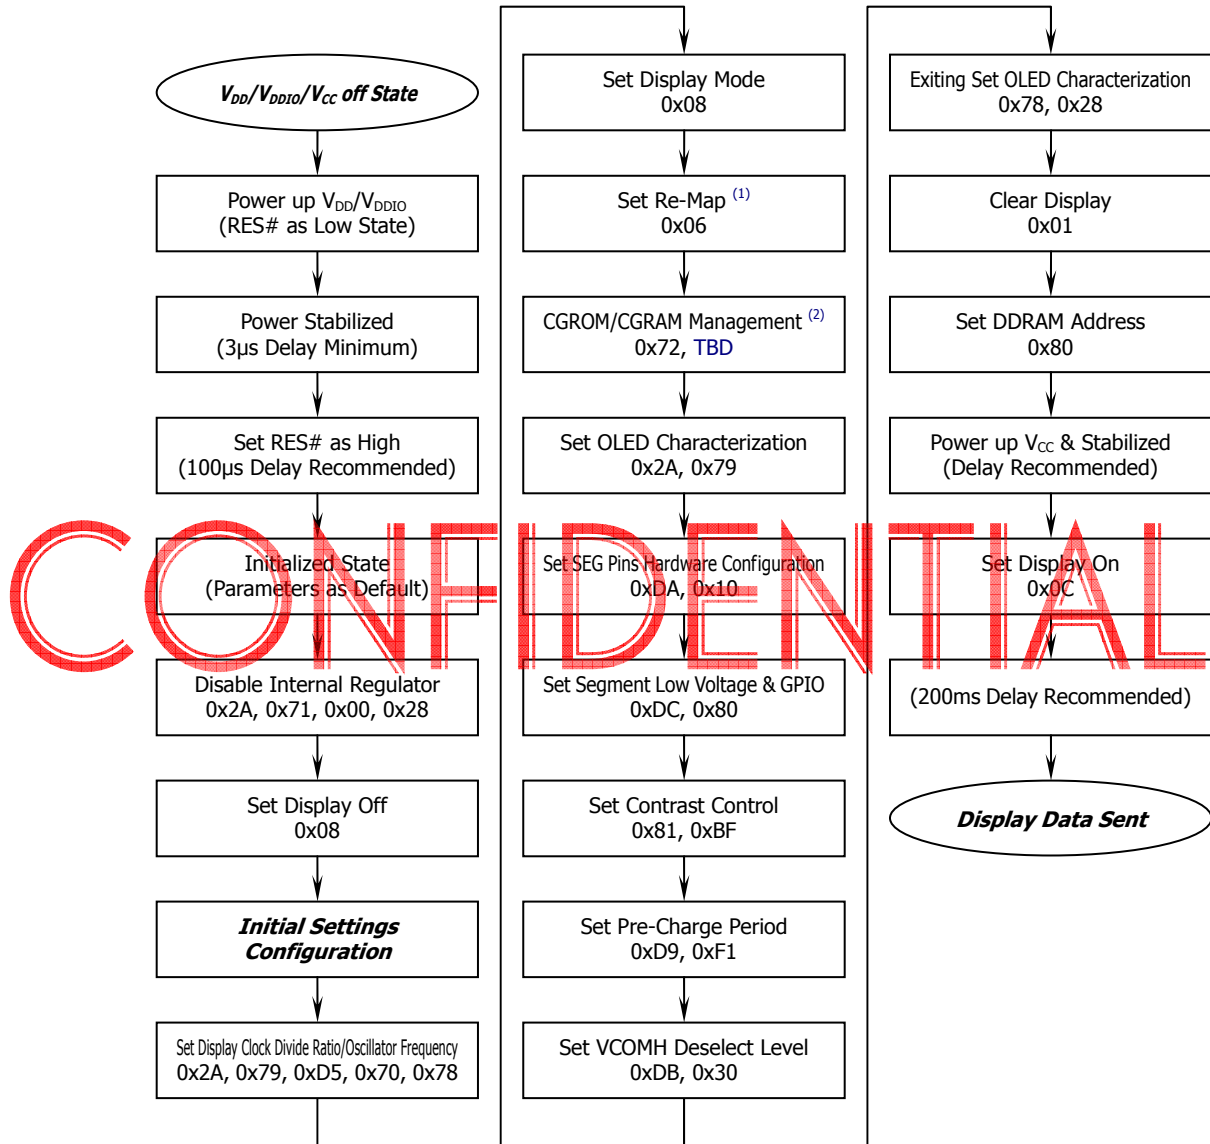 V_DD/V_DDIO/V_CC off State
Power up V_DD/V_DDIO
(RES# as Low State)
Power Stabilized
(3µs Delay Minimum)
Set RES# as High
(100µs Delay Recommended)
Initialized State
(Parameters as Default)
Disable Internal Regulator
0x2A, 0x71, 0x00, 0x28
Set Display Off
0x08
Initial Settings
Configuration
Set Display Clock Divide Ratio/Oscillator Frequency
0x2A, 0x79, 0xD5, 0x70, 0x78
Set Display Mode
0x08
Set Re-Map (1)
0x06
CGROM/CGRAM Management (2)
0x72, TBD
Set OLED Characterization
0x2A, 0x79
Set SEG Pins Hardware Configuration
0xDA, 0x10
Set Segment Low Voltage & GPIO
0xDC, 0x80
Set Contrast Control
0x81, 0xBF
Set Pre-Charge Period
0xD9, 0xF1
Set VCOMH Deselect Level
0xDB, 0x30
Exiting Set OLED Characterization
0x78, 0x28
Clear Display
0x01
Set DDRAM Address
0x80
Power up V_CC & Stabilized
(Delay Recommended)
Set Display On
0x0C
(200ms Delay Recommended)
Display Data Sent
CONFIDENTIAL